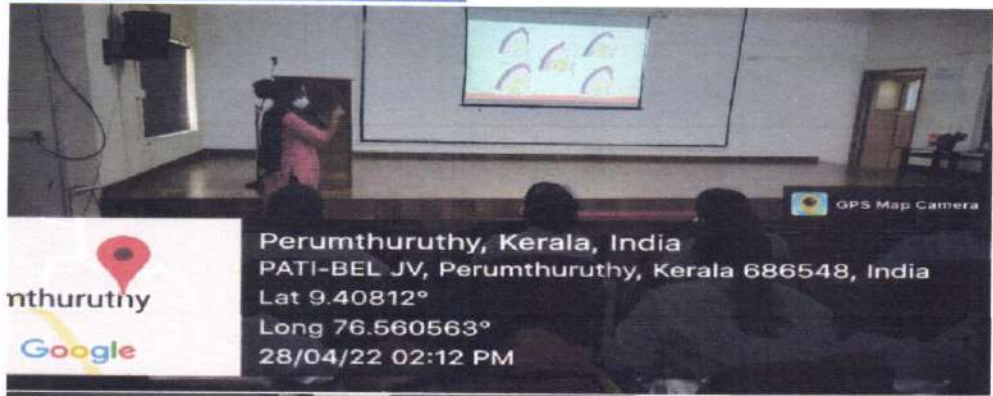 GPS Map Camera
Perumthuruthy, Kerala, India
PATI-BEL JV, Perumthuruthy, Kerala 686548, India
Lat 9.40812°
Long 76.560563°
28/04/22 02:12 PM
mthuruthy
Google